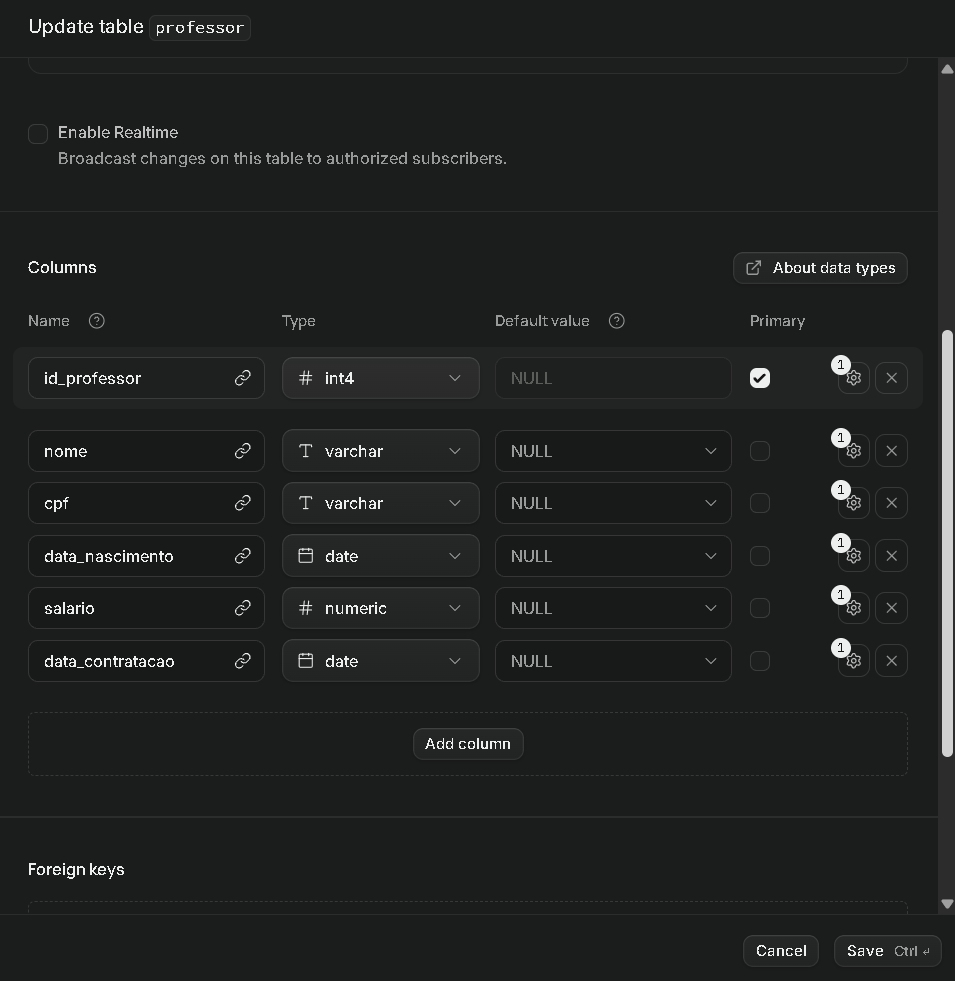 Update table professor
Enable Realtime
Broadcast changes on this table to authorized subscribers.
Columns
About data types
Name ? Type Default value ? Primary
id_professor # int4 NULL 1
nome T varchar NULL 1
cpf T varchar NULL 1
data_nascimento date NULL 1
salario # numeric NULL 1
data_contratacao date NULL 1
Add column
Foreign keys
Cancel Save Ctrl ↵